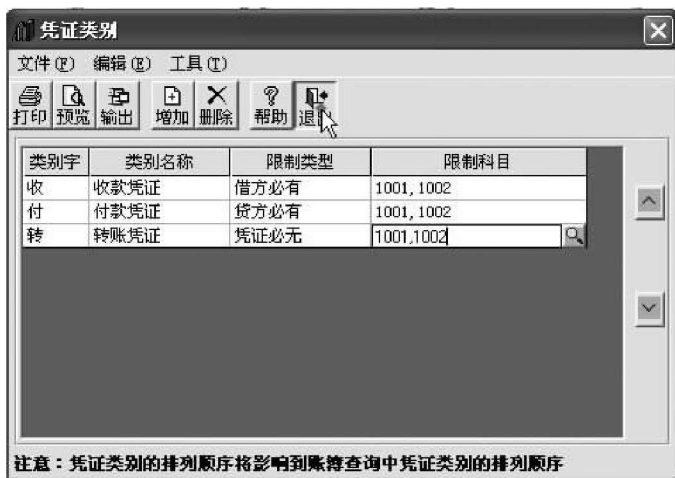 凭证类别
文件(F) 编辑(E) 工具(T)
打印 预览 输出 增加 删除 帮助 退
类别字 类别名称 限制类型 限制科目
收 收款凭证 借方必有 1001, 1002
付 付款凭证 贷方必有 1001, 1002
转 转账凭证 凭证必无 1001,1002
注意：凭证类别的排列顺序将影响到账簿查询中凭证类别的排列顺序